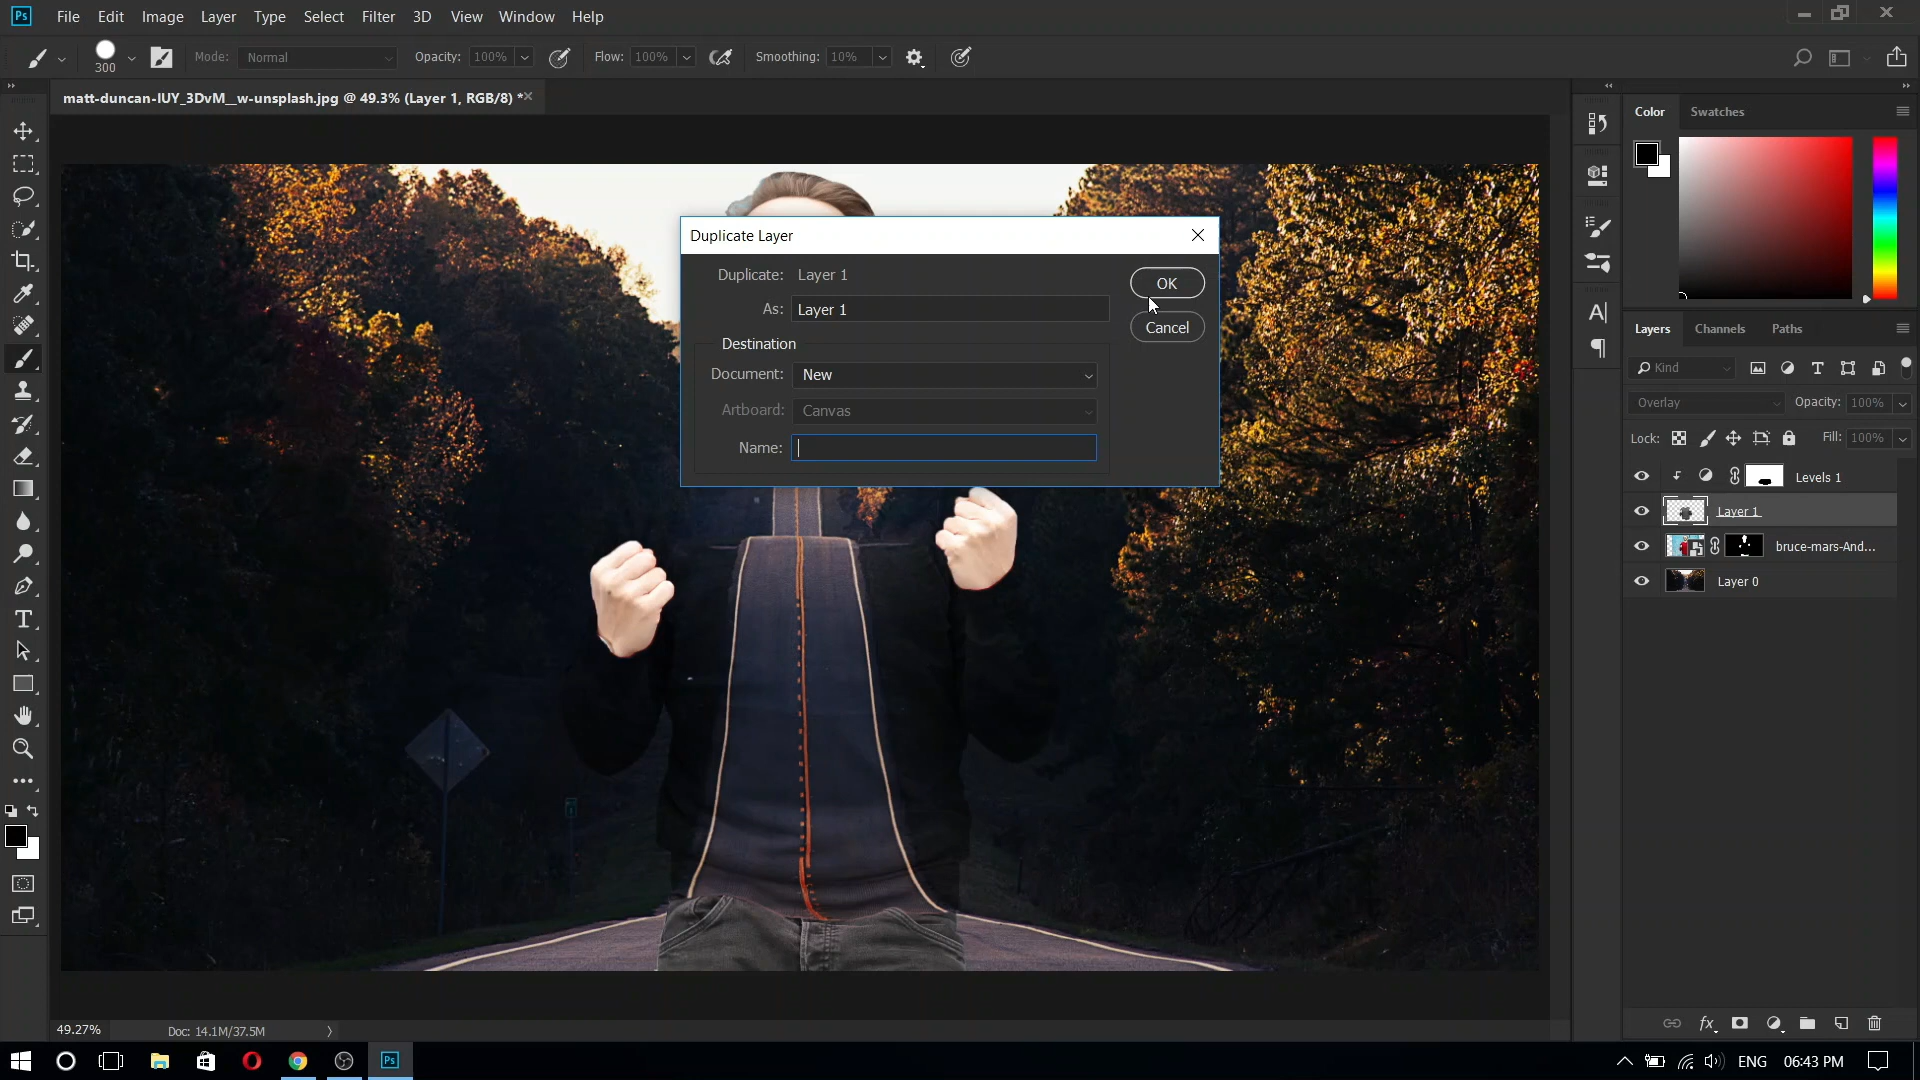 Ps File Edit Image Layer Type Select Filter 3D View Window Help
300 Mode: Normal Opacity: 100% Flow: 100% Smoothing: 10%
matt-duncan-IUY_3DvM__w-unsplash.jpg @ 49.3% (Layer 1, RGB/8) *
Color Swatches
Duplicate Layer
Duplicate: Layer 1
OK
As: Layer 1
Cancel
Destination
Document: New
Artboard: Canvas
Name:
Layers Channels Paths
Kind
Overlay Opacity: 100%
Lock: Fill: 100%
Levels 1
Layer 1
bruce-mars-And...
Layer 0
fx
49.27% Doc: 14.1M/37.5M
Ps ENG 06:43 PM